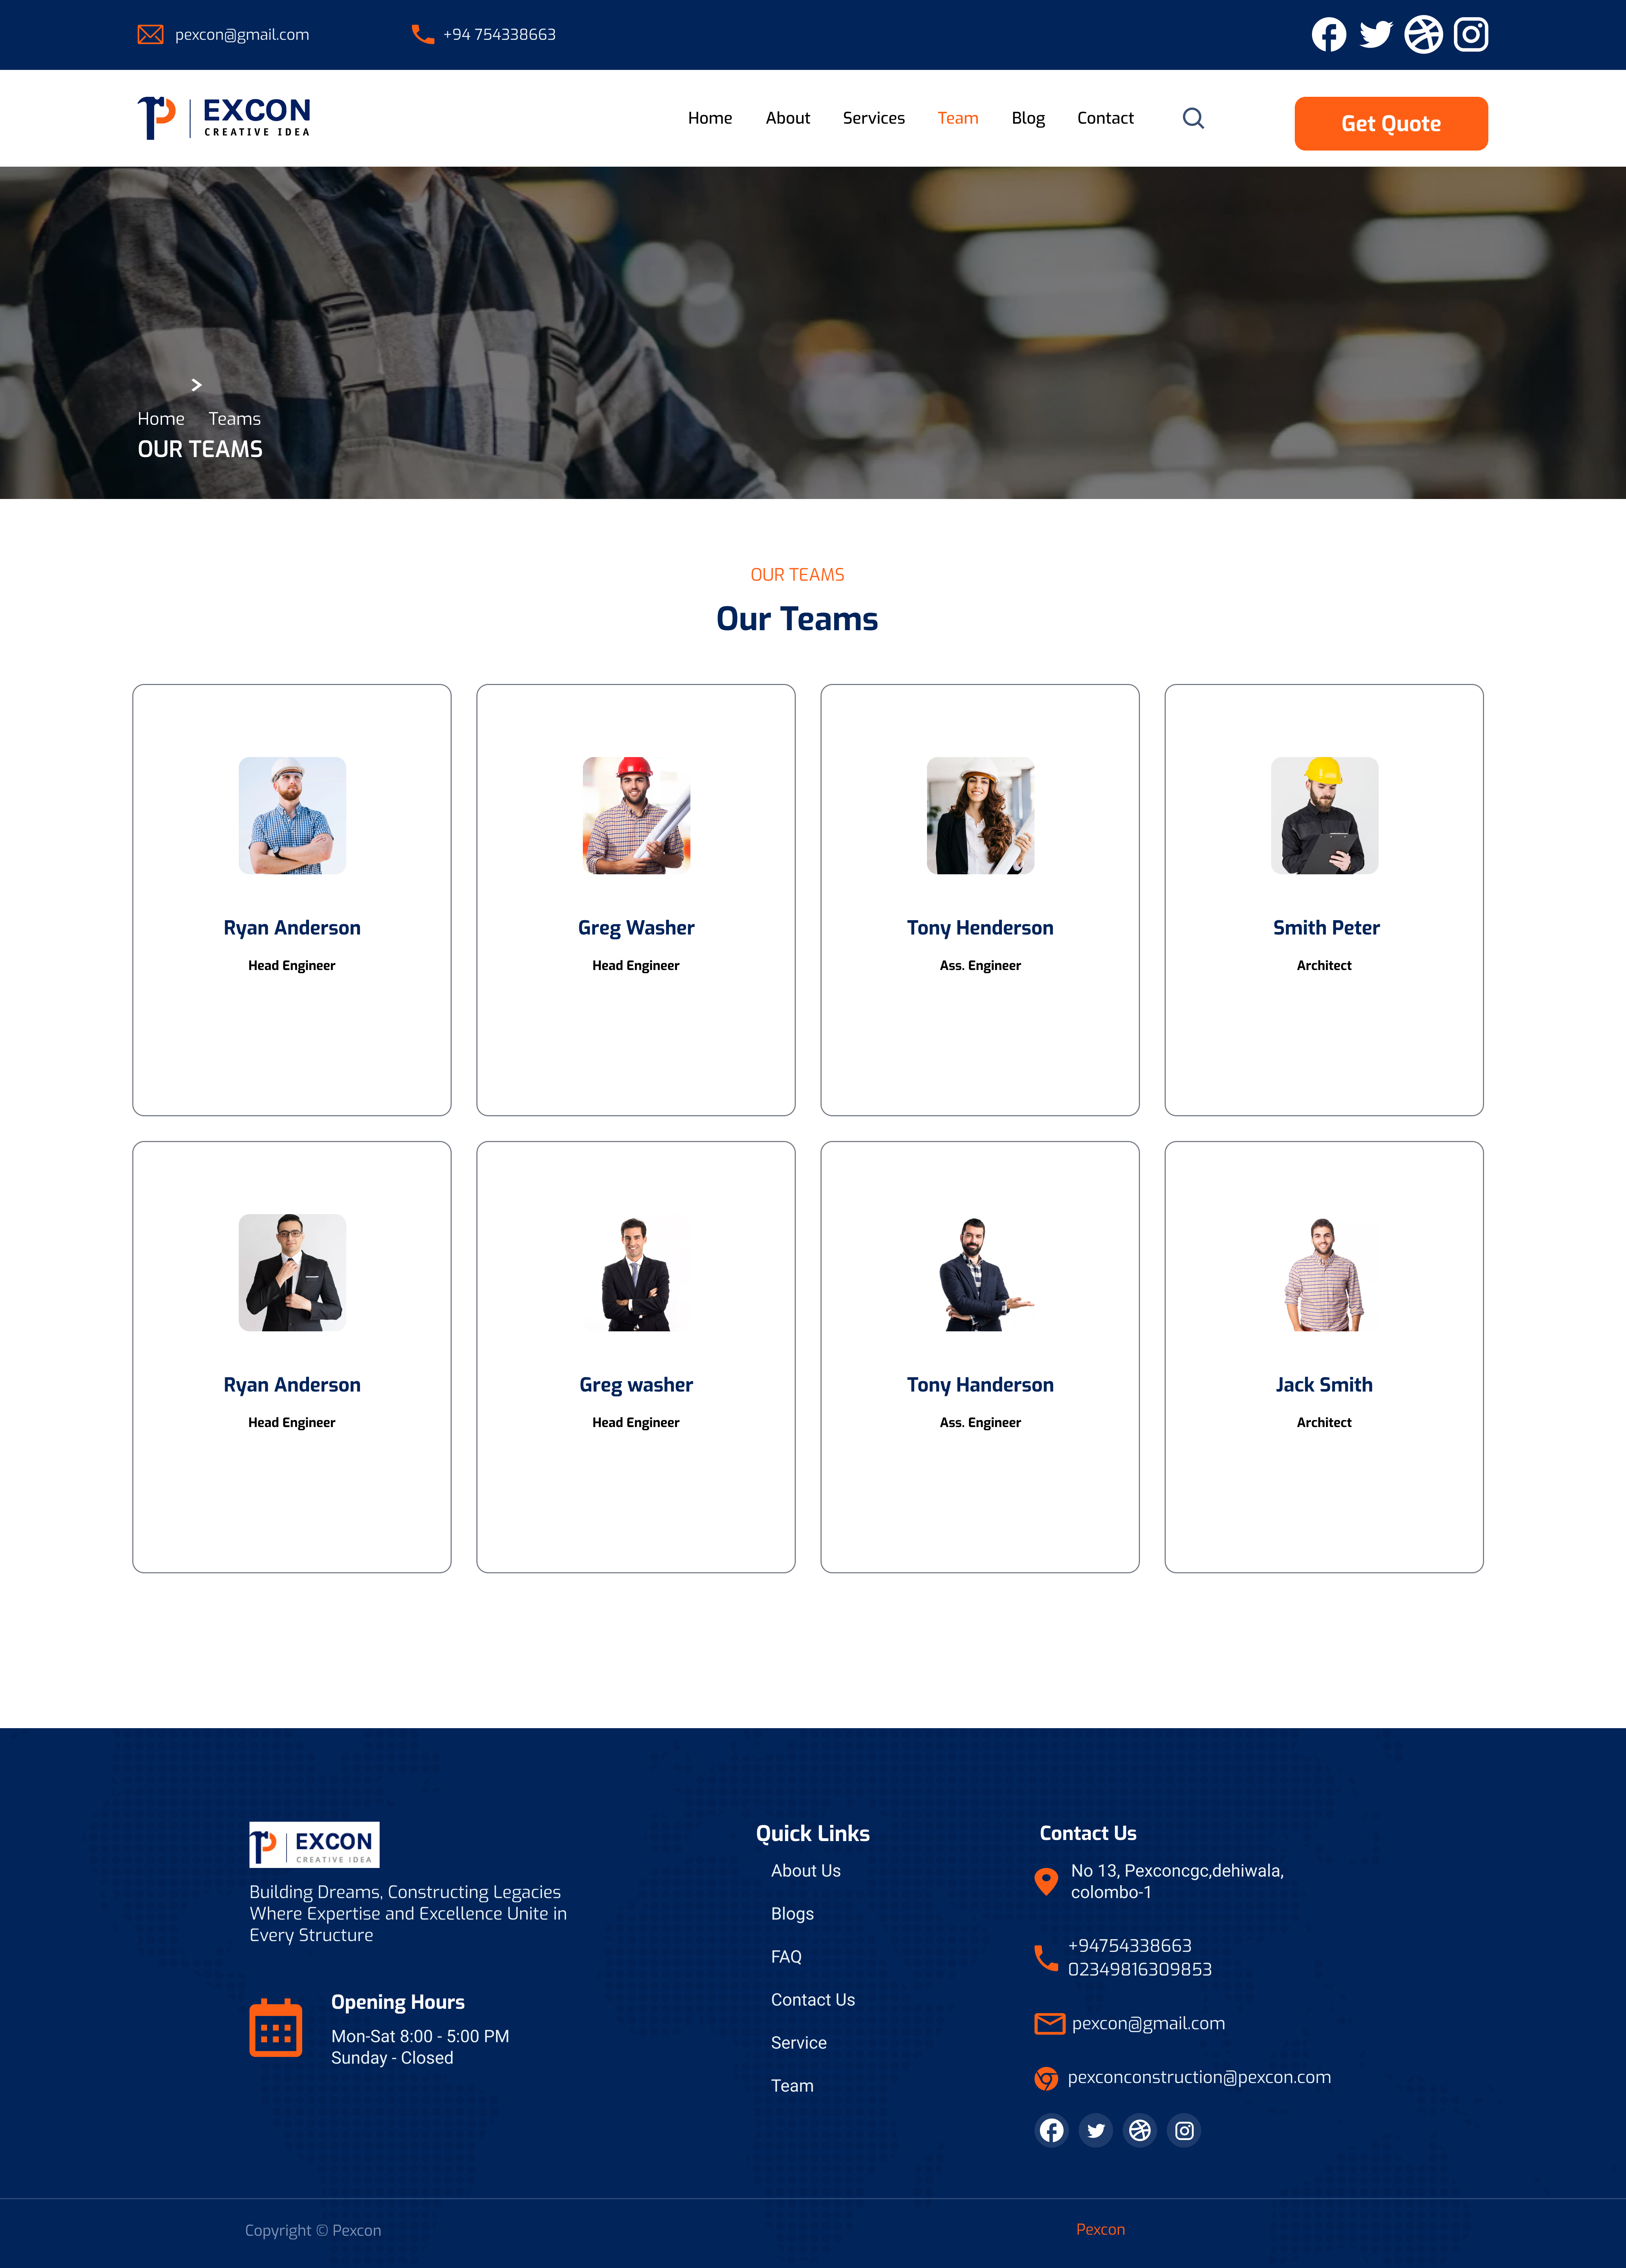 pexcon@gmail.com
+94 754338663
EXCON
CREATIVE IDEA
Home About Services Team Blog Contact
Get Quote
Home > Teams
OUR TEAMS
OUR TEAMS
Our Teams
Ryan Anderson
Head Engineer
Greg Washer
Head Engineer
Tony Henderson
Ass. Engineer
Smith Peter
Architect
Ryan Anderson
Head Engineer
Greg washer
Head Engineer
Tony Handerson
Ass. Engineer
Jack Smith
Architect
EXCON
CREATIVE IDEA
Building Dreams, Constructing Legacies
Where Expertise and Excellence Unite in
Every Structure
Opening Hours
Mon-Sat 8:00 - 5:00 PM
Sunday - Closed
Quick Links
About Us
Blogs
FAQ
Contact Us
Service
Team
Contact Us
No 13, Pexconcgc,dehiwala,
colombo-1
+94754338663
02349816309853
pexcon@gmail.com
pexconconstruction@pexcon.com
Copyright © Pexcon
Pexcon